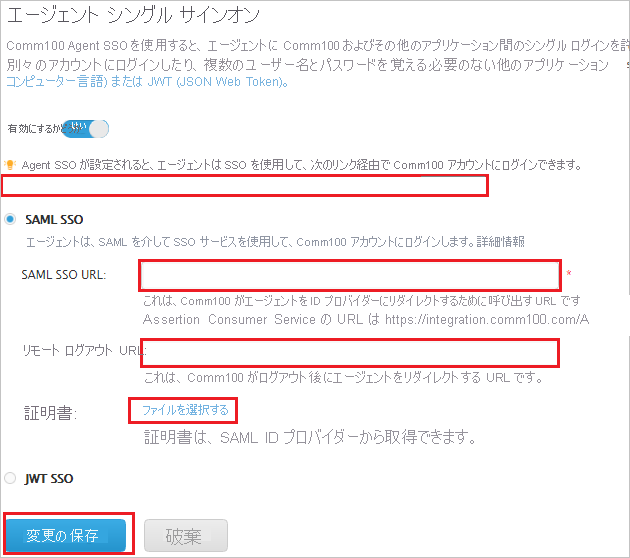 エージェント シングル サインオン
Comm100 Agent SSO を使用すると、エージェントに Comm100 およびその他のアプリケーション間のシングル ログインを許
別々のアカウントにログインしたり、複数のユーザー名とパスワードを覚える必要のない他のアプリケーション
コンピューター言語) または JWT (JSON Web Token)。
有効にするか はい
Agent SSO が設定されると、エージェントは SSO を使用して、次のリンク経由で Comm100 アカウントにログインできます。
SAML SSO
エージェントは、SAML を介して SSO サービスを使用して、Comm100 アカウントにログインします。詳細情報
SAML SSO URL: *
これは、Comm100 がエージェントを ID プロバイダーにリダイレクトするために呼び出す URL です
Assertion Consumer Service の URL は https://integration.comm100.com/A
リモート ログアウト URL:
これは、Comm100 がログアウト後にエージェントをリダイレクトする URL です。
証明書: ファイルを選択する
証明書は、SAML ID プロバイダーから取得できます。
JWT SSO
変更の保存 破棄